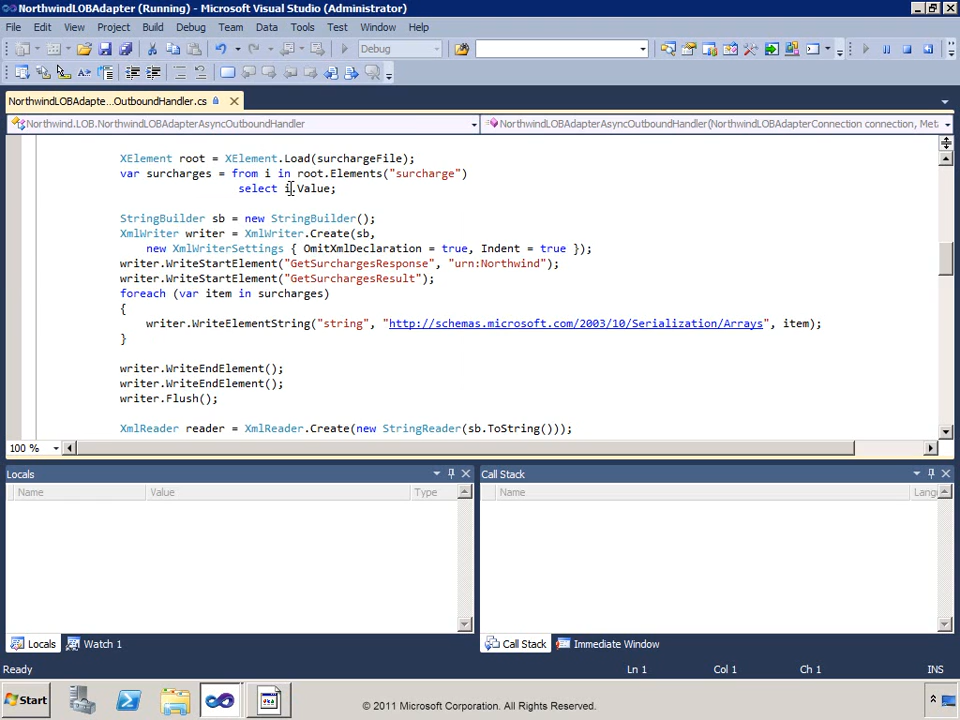 NorthwindLOBAdapter (Running) - Microsoft Visual Studio (Administrator)
File Edit View Project Build Debug Team Data Tools Architecture Test Window Help
Debug
NorthwindLOBAdapte...OutboundHandler.cs
Northwind.LOB.NorthwindLOBAdapterAsyncOutboundHandler
NorthwindLOBAdapterAsyncOutboundHandler(NorthwindLOBAdapterConnection connection, Met
XElement root = XElement.Load(surchargeFile);
var surcharges = from i in root.Elements("surcharge")
select i.Value;
StringBuilder sb = new StringBuilder();
XmlWriter writer = XmlWriter.Create(sb,
new XmlWriterSettings { OmitXmlDeclaration = true, Indent = true });
writer.WriteStartElement("GetSurchargesResponse", "urn:Northwind");
writer.WriteStartElement("GetSurchargesResult");
foreach (var item in surcharges)
{
writer.WriteElementString("string", "http://schemas.microsoft.com/2003/10/Serialization/Arrays", item);
}
writer.WriteEndElement();
writer.WriteEndElement();
writer.Flush();
XmlReader reader = XmlReader.Create(new StringReader(sb.ToString()));
100 %
Locals
Name Value Type
Call Stack
Name Lang
Locals Watch 1
Call Stack Immediate Window
Ready Ln 1 Col 1 Ch 1 INS
Start
© 2011 Microsoft Corporation. All rights reserved.